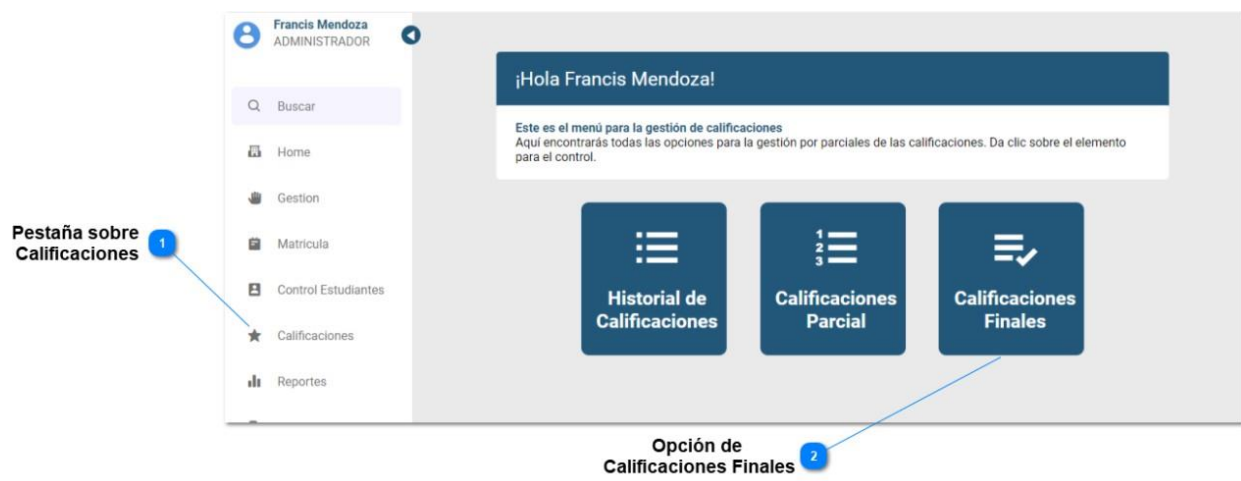 Francis Mendoza
ADMINISTRADOR
¡Hola Francis Mendoza!
Buscar
Este es el menú para la gestión de calificaciones
Aquí encontrarás todas las opciones para la gestión por parciales de las calificaciones. Da clic sobre el elemento
para el control.
Home
Gestion
Pestaña sobre
Calificaciones
1
Matricula
Control Estudiantes
Calificaciones
Reportes
1
2
3
Historial de
Calificaciones
Calificaciones
Parcial
Calificaciones
Finales
Opción de
Calificaciones Finales
2